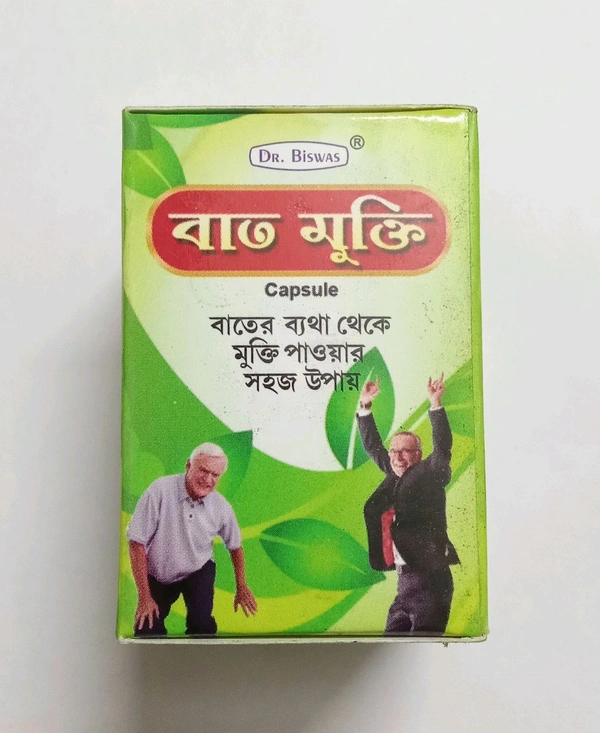 DR. BISWAS ®
বাত মুক্তি
Capsule
বাতের ব্যথা থেকে
মুক্তি পাওয়ার
সহজ উপায়